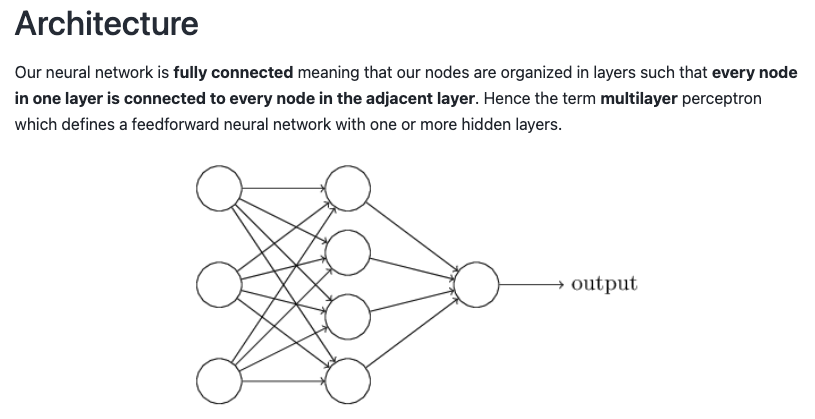 Architecture
Our neural network is fully connected meaning that our nodes are organized in layers such that every node
in one layer is connected to every node in the adjacent layer. Hence the term multilayer perceptron
which defines a feedforward neural network with one or more hidden layers.
output